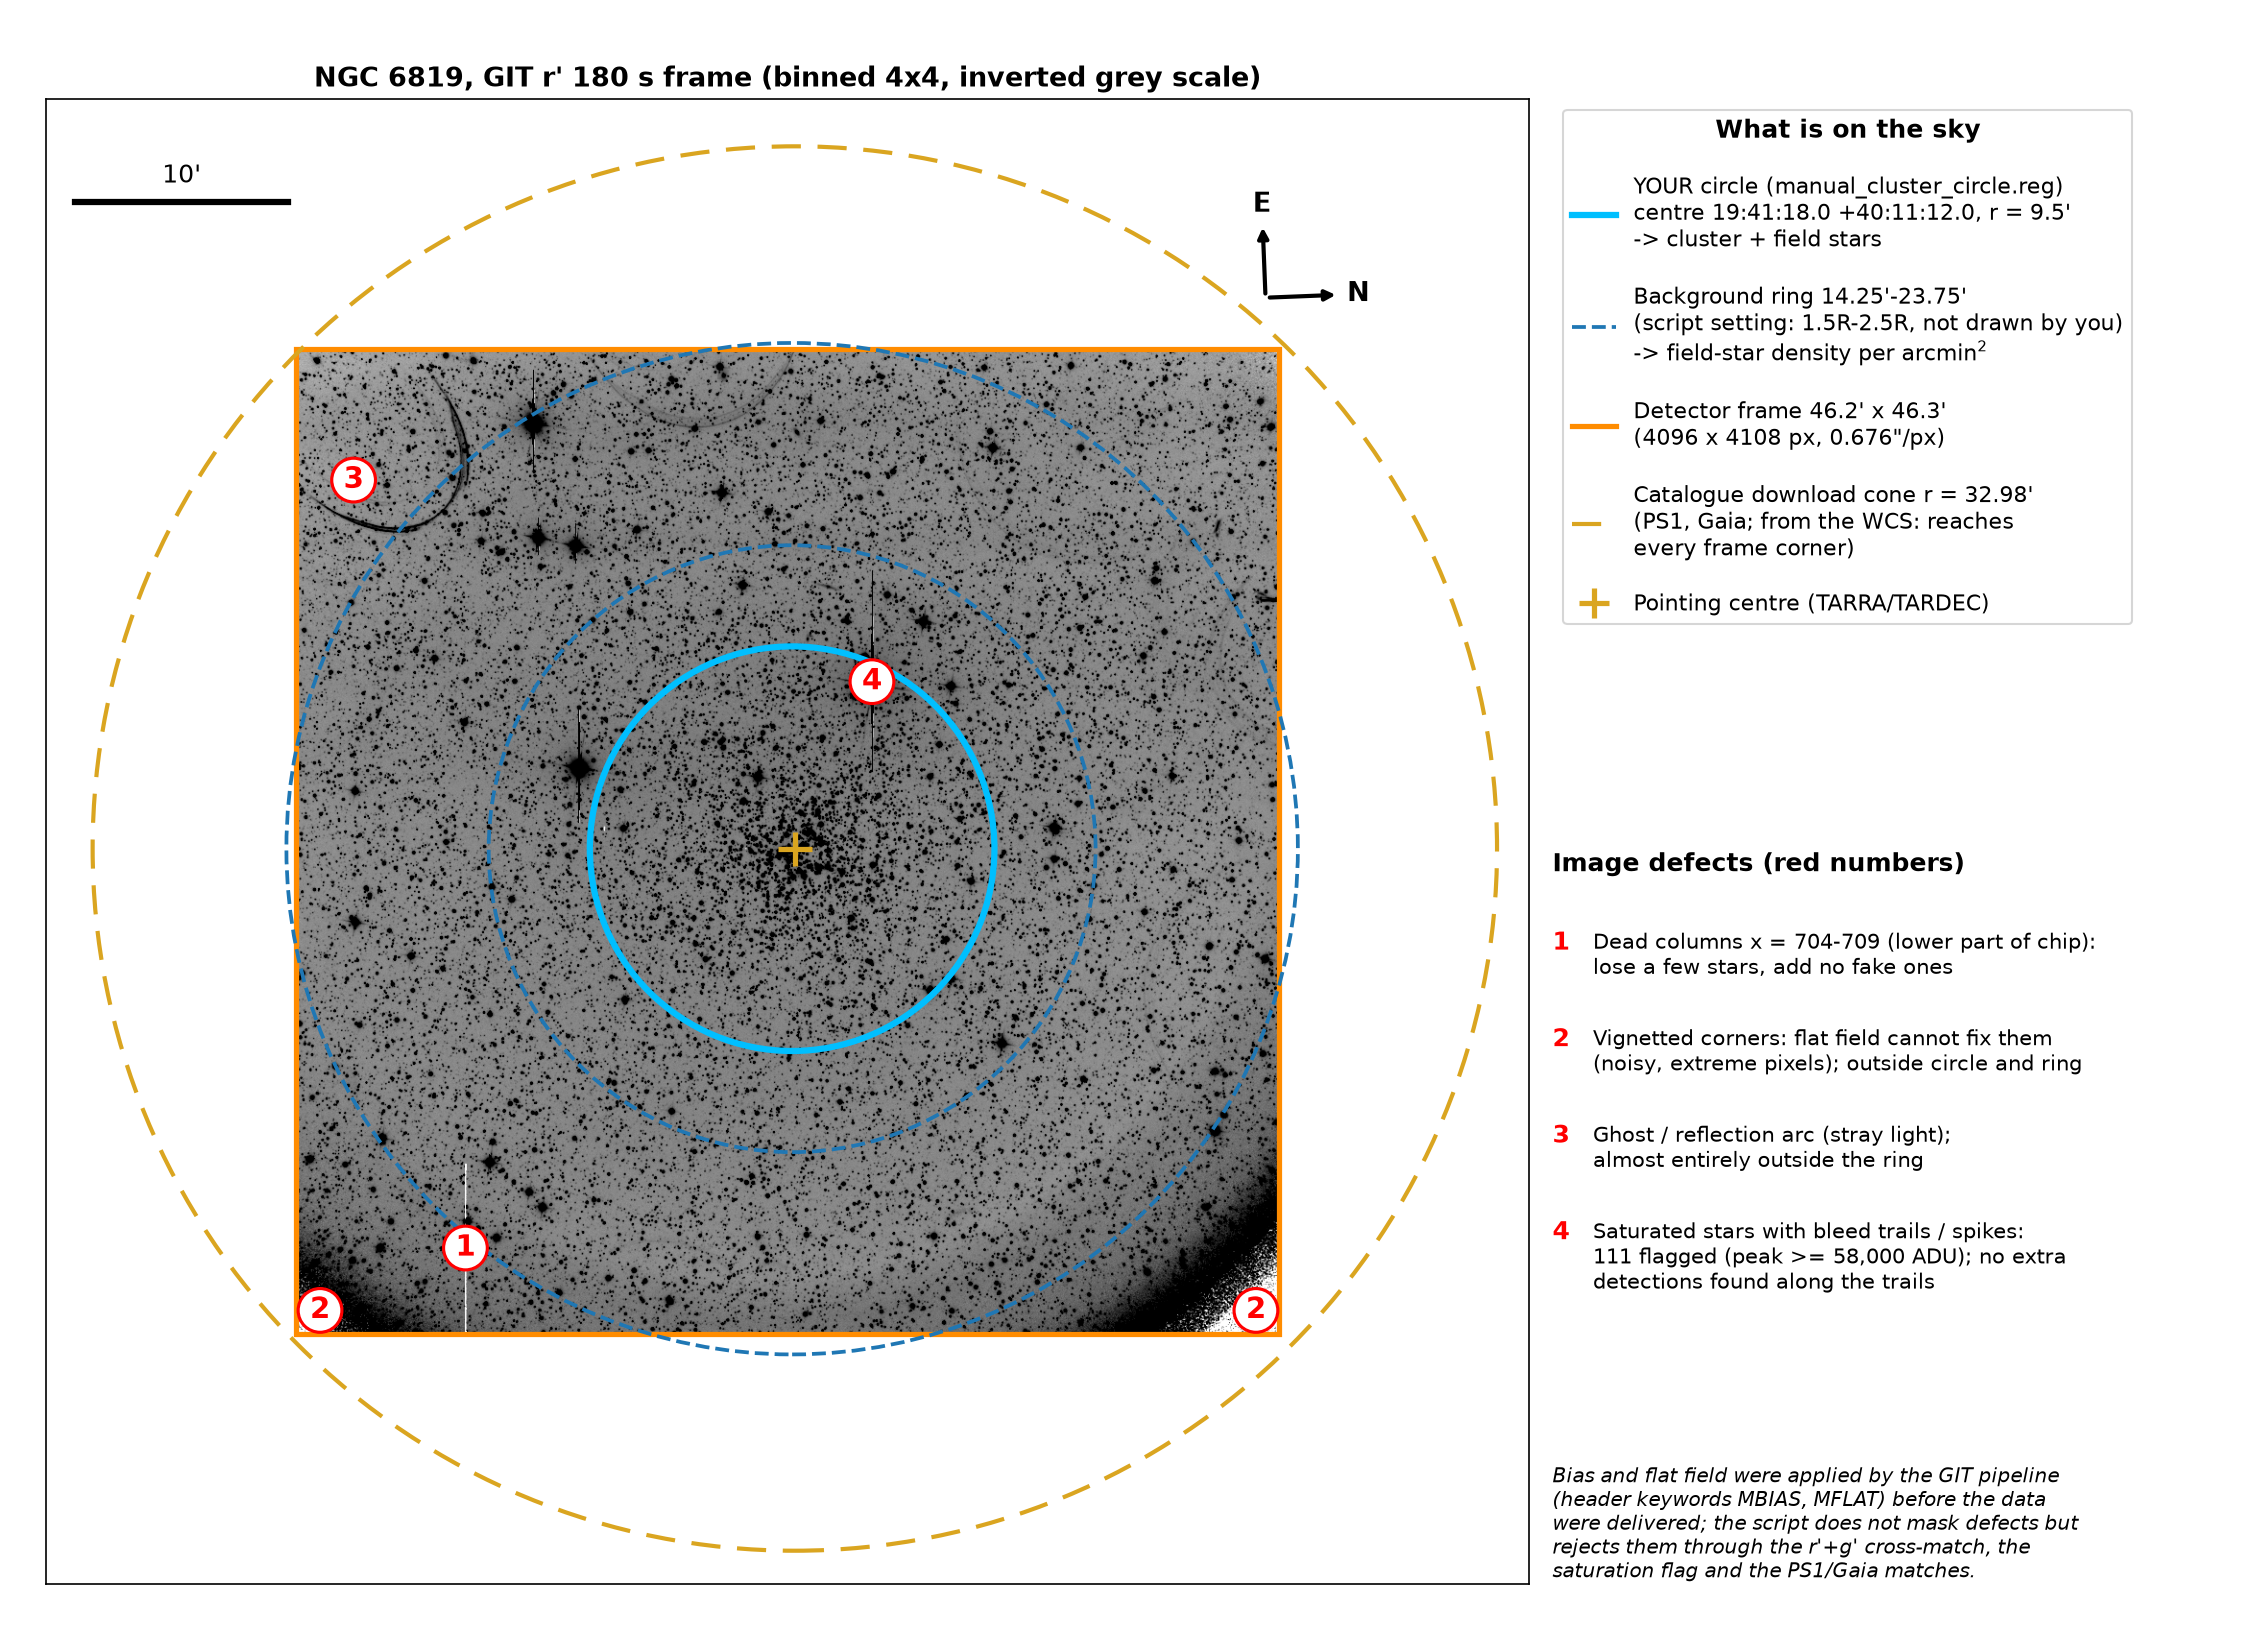 NGC 6819, GIT r' 180 s frame (binned 4x4, inverted grey scale)
10'
E
N
3
4
1
2
2
What is on the sky
YOUR circle (manual_cluster_circle.reg)
centre 19:41:18.0 +40:11:12.0, r = 9.5'
-> cluster + field stars
Background ring 14.25'-23.75'
(script setting: 1.5R-2.5R, not drawn by you)
-> field-star density per arcmin²
Detector frame 46.2' x 46.3'
(4096 x 4108 px, 0.676"/px)
Catalogue download cone r = 32.98'
(PS1, Gaia; from the WCS: reaches
every frame corner)
Pointing centre (TARRA/TARDEC)
Image defects (red numbers)
1 Dead columns x = 704-709 (lower part of chip):
lose a few stars, add no fake ones
2 Vignetted corners: flat field cannot fix them
(noisy, extreme pixels); outside circle and ring
3 Ghost / reflection arc (stray light);
almost entirely outside the ring
4 Saturated stars with bleed trails / spikes:
111 flagged (peak >= 58,000 ADU); no extra
detections found along the trails
Bias and flat field were applied by the GIT pipeline
(header keywords MBIAS, MFLAT) before the data
were delivered; the script does not mask defects but
rejects them through the r'+g' cross-match, the
saturation flag and the PS1/Gaia matches.